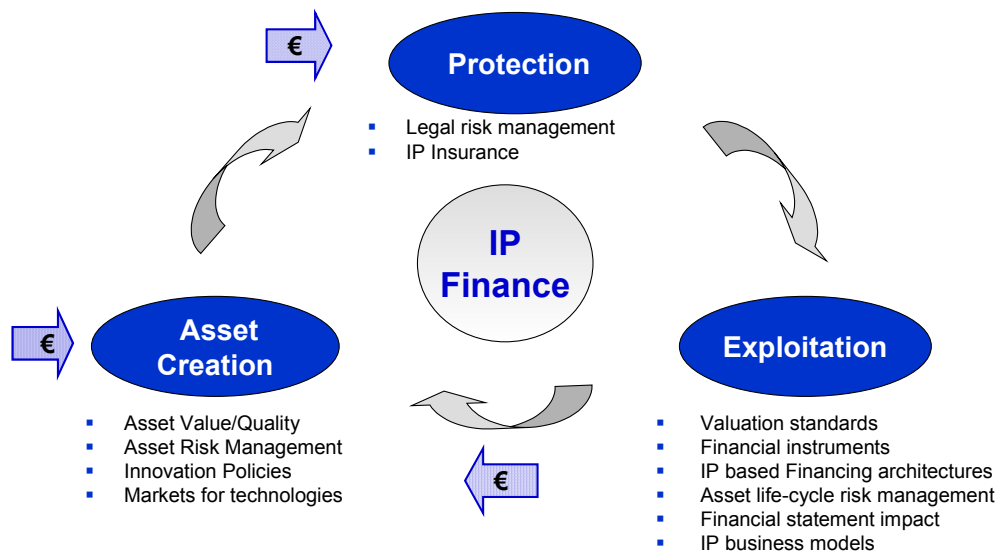 €
Protection
▪ Legal risk management
▪ IP Insurance
IP
Finance
€
Asset
Creation
▪ Asset Value/Quality
▪ Asset Risk Management
▪ Innovation Policies
▪ Markets for technologies
€
Exploitation
▪ Valuation standards
▪ Financial instruments
▪ IP based Financing architectures
▪ Asset life-cycle risk management
▪ Financial statement impact
▪ IP business models